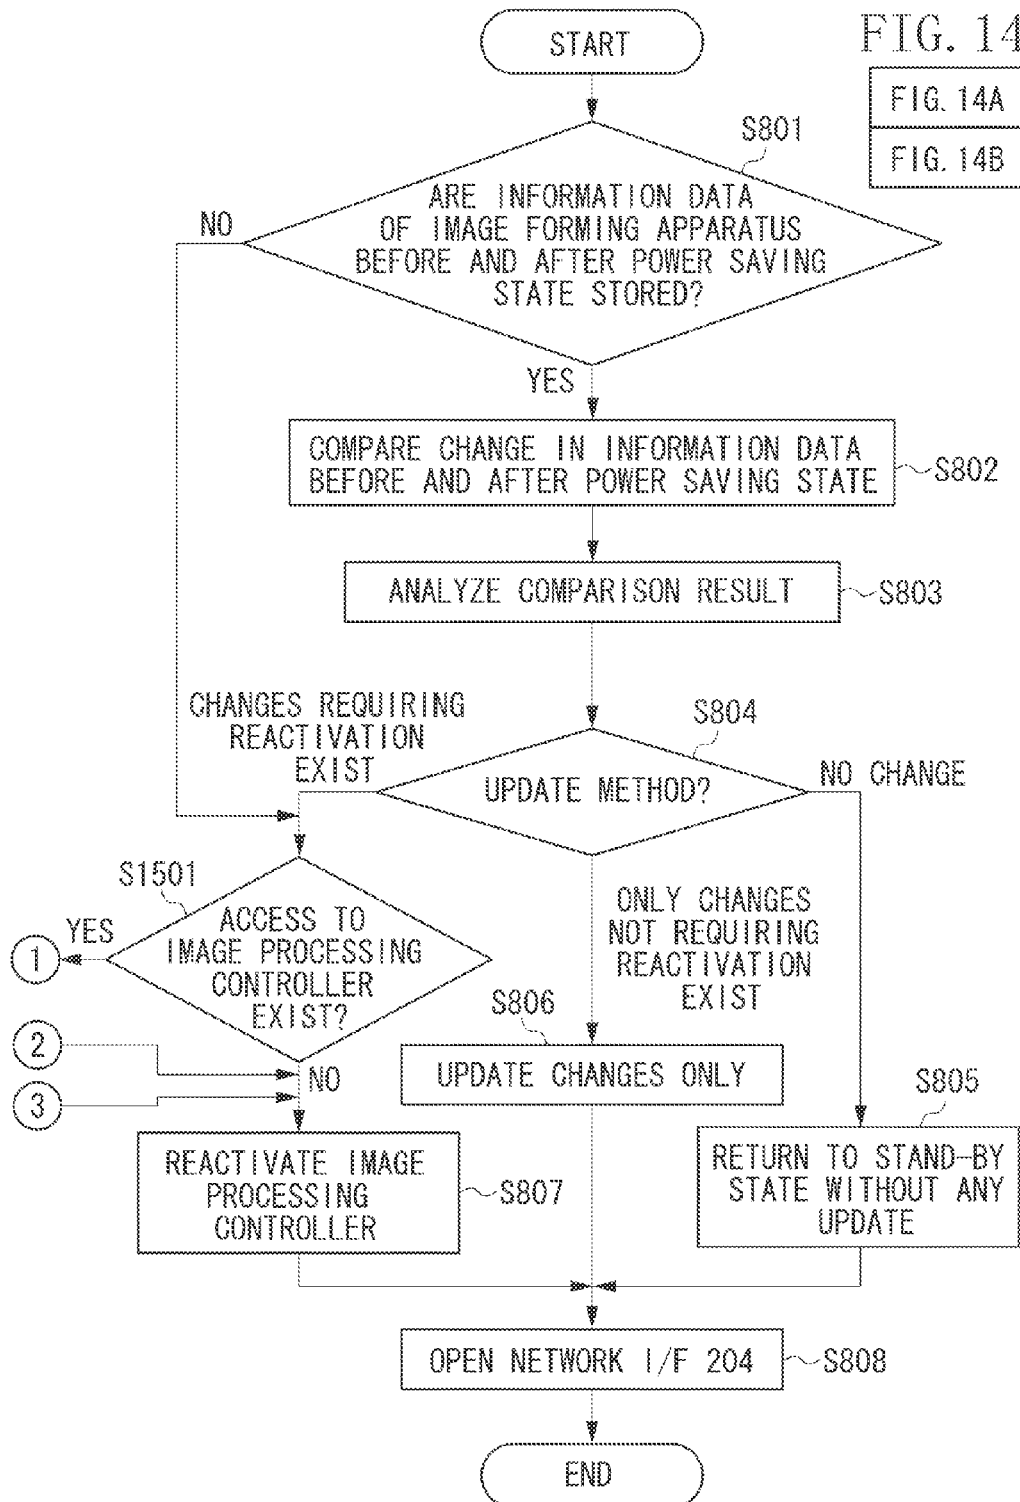 FIG. 14A
FIG. 14
FIG. 14A
FIG. 14B
START
S801
ARE INFORMATION DATA
OF IMAGE FORMING APPARATUS
BEFORE AND AFTER POWER SAVING
STATE STORED?
NO
YES
COMPARE CHANGE IN INFORMATION DATA
BEFORE AND AFTER POWER SAVING STATE
S802
ANALYZE COMPARISON RESULT
S803
CHANGES REQUIRING
REACTIVATION
EXIST
S804
UPDATE METHOD?
NO CHANGE
S1501
YES
1
ACCESS TO
IMAGE PROCESSING
CONTROLLER
EXIST?
ONLY CHANGES
NOT REQUIRING
REACTIVATION
EXIST
2
NO
3
S806
UPDATE CHANGES ONLY
S805
RETURN TO STAND-BY
STATE WITHOUT ANY
UPDATE
REACTIVATE IMAGE
PROCESSING
CONTROLLER
S807
OPEN NETWORK I/F 204
S808
END